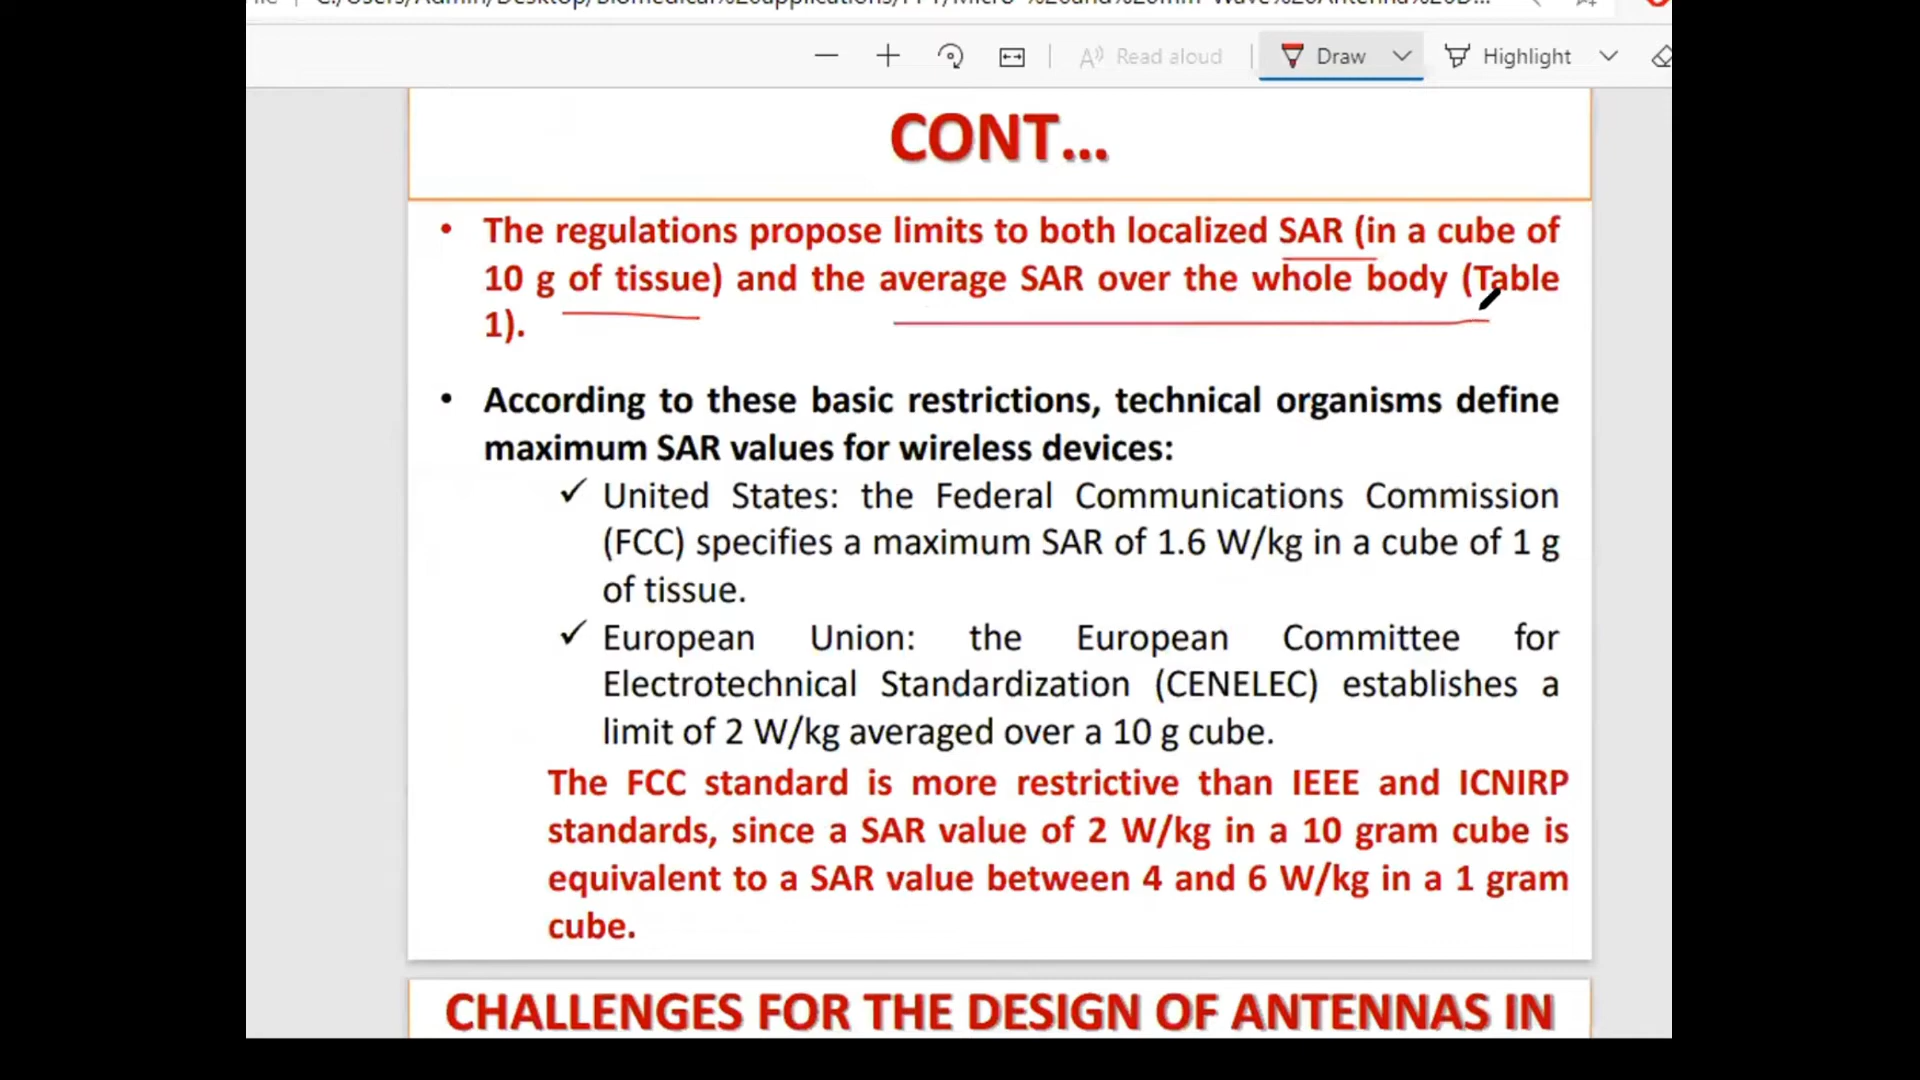 Read aloud
Draw
Highlight
CONT...
• The regulations propose limits to both localized SAR (in a cube of
10 g of tissue) and the average SAR over the whole body (Table
1).
• According to these basic restrictions, technical organisms define
maximum SAR values for wireless devices:
✓ United States: the Federal Communications Commission
(FCC) specifies a maximum SAR of 1.6 W/kg in a cube of 1 g
of tissue.
✓ European Union: the European Committee for
Electrotechnical Standardization (CENELEC) establishes a
limit of 2 W/kg averaged over a 10 g cube.
The FCC standard is more restrictive than IEEE and ICNIRP
standards, since a SAR value of 2 W/kg in a 10 gram cube is
equivalent to a SAR value between 4 and 6 W/kg in a 1 gram
cube.
CHALLENGES FOR THE DESIGN OF ANTENNAS IN